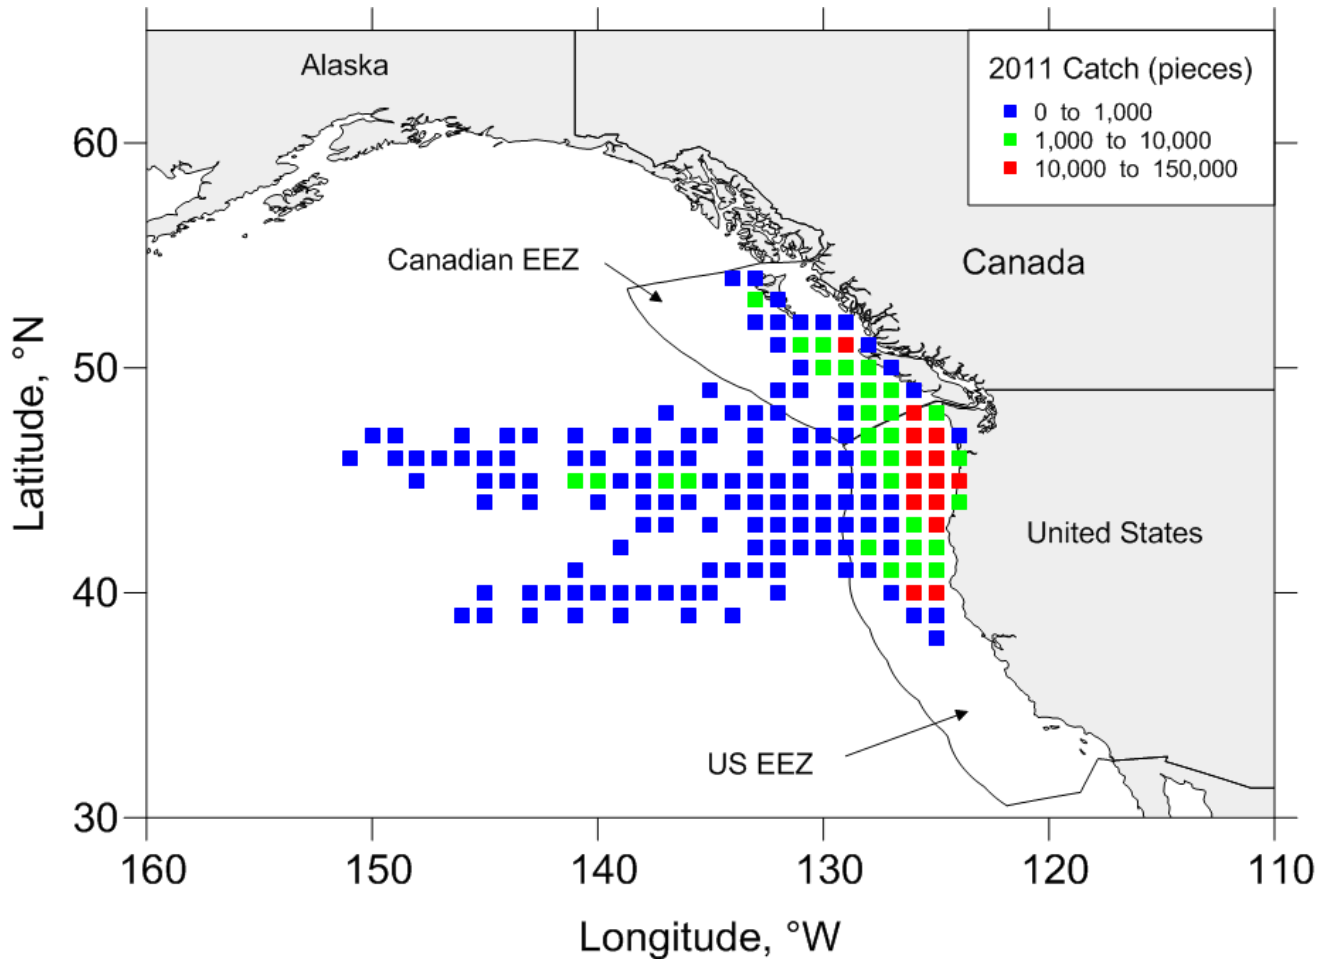 Alaska
2011 Catch (pieces)
0 to 1,000
1,000 to 10,000
10,000 to 150,000
60
Canadian EEZ
Canada
50
Latitude, °N
United States
40
US EEZ
30
160 150 140 130 120 110
Longitude, °W